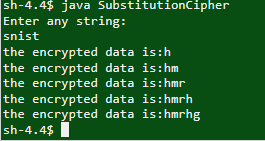 sh-4.4$ java SubstitutionCipher
Enter any string:
snist
the encrypted data is:h
the encrypted data is:hm
the encrypted data is:hmr
the encrypted data is:hmrh
the encrypted data is:hmrhg
sh-4.4$